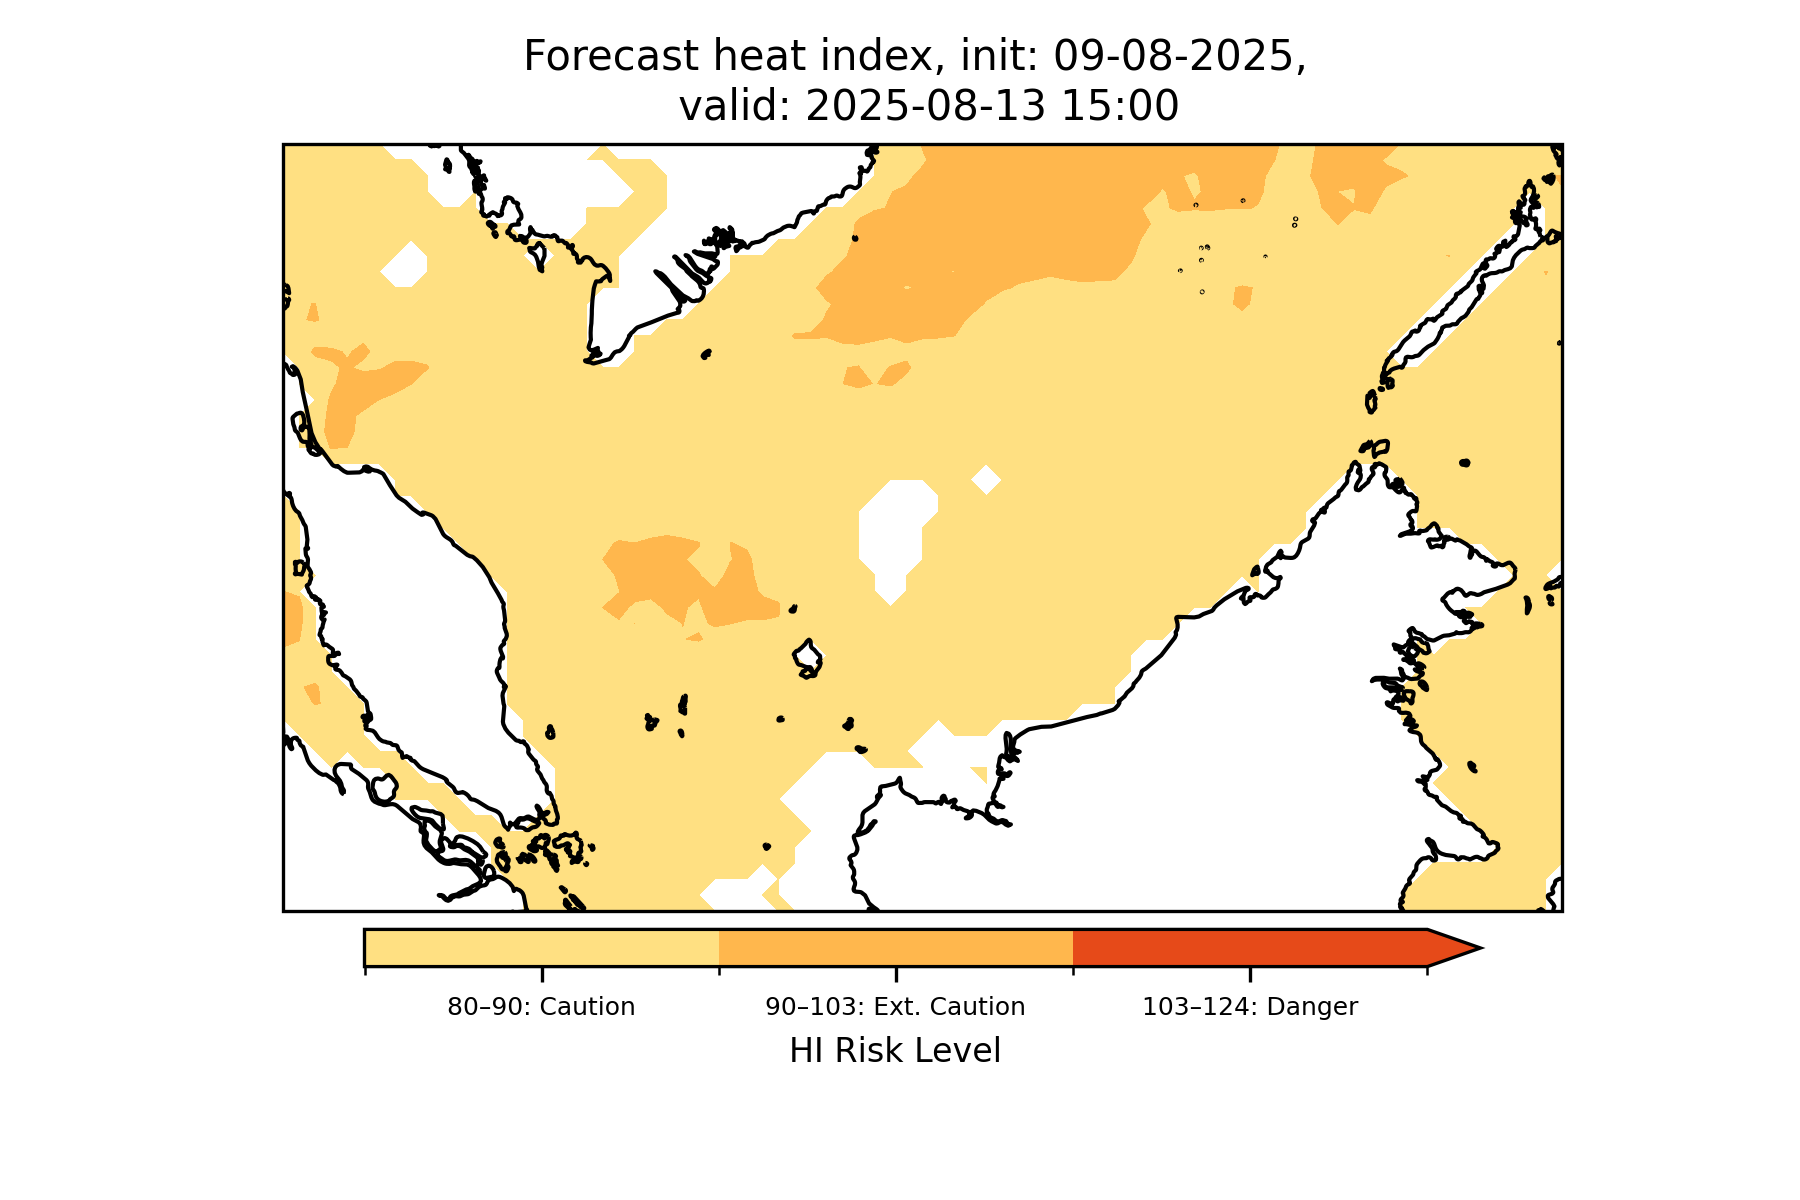 Forecast heat index, init: 09-08-2025,
valid: 2025-08-13 15:00
80–90: Caution
90–103: Ext. Caution
103–124: Danger
HI Risk Level